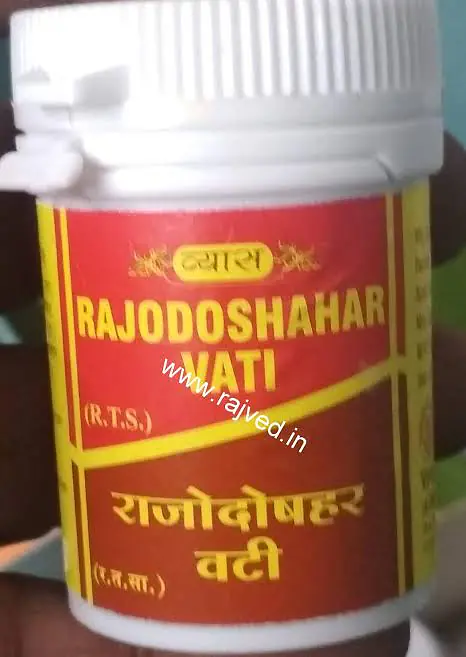 व्यास
RAJODOSHAHAR
VATI
www.rajved.in
(R.T.S.)
राजोदोषहर
वटी
(र.त.सा.)